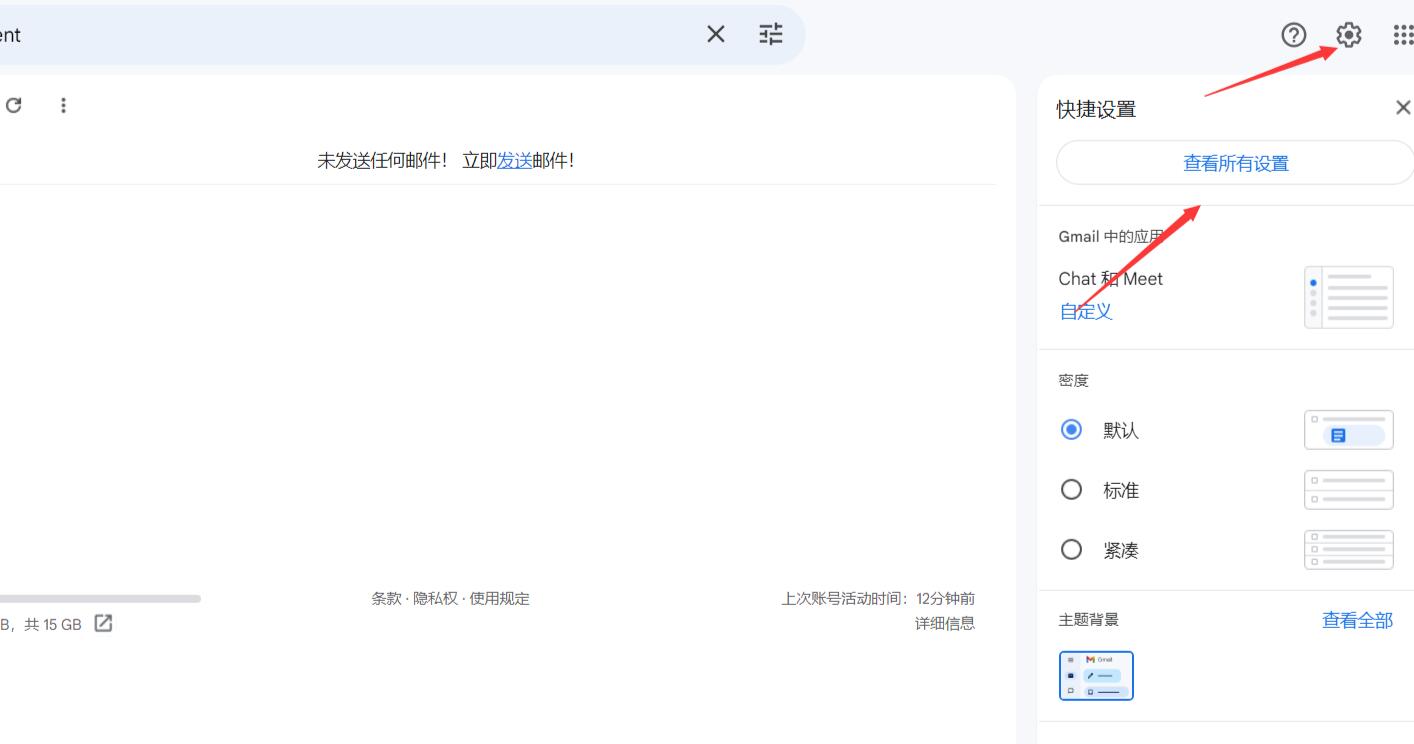 ent
未发送任何邮件！ 立即发送邮件！
条款 · 隐私权 · 使用规定
上次账号活动时间：12分钟前
B，共 15 GB
详细信息
快捷设置
查看所有设置
Gmail 中的应用
Chat 和 Meet
自定义
密度
默认
标准
紧凑
主题背景
查看全部
Gmail